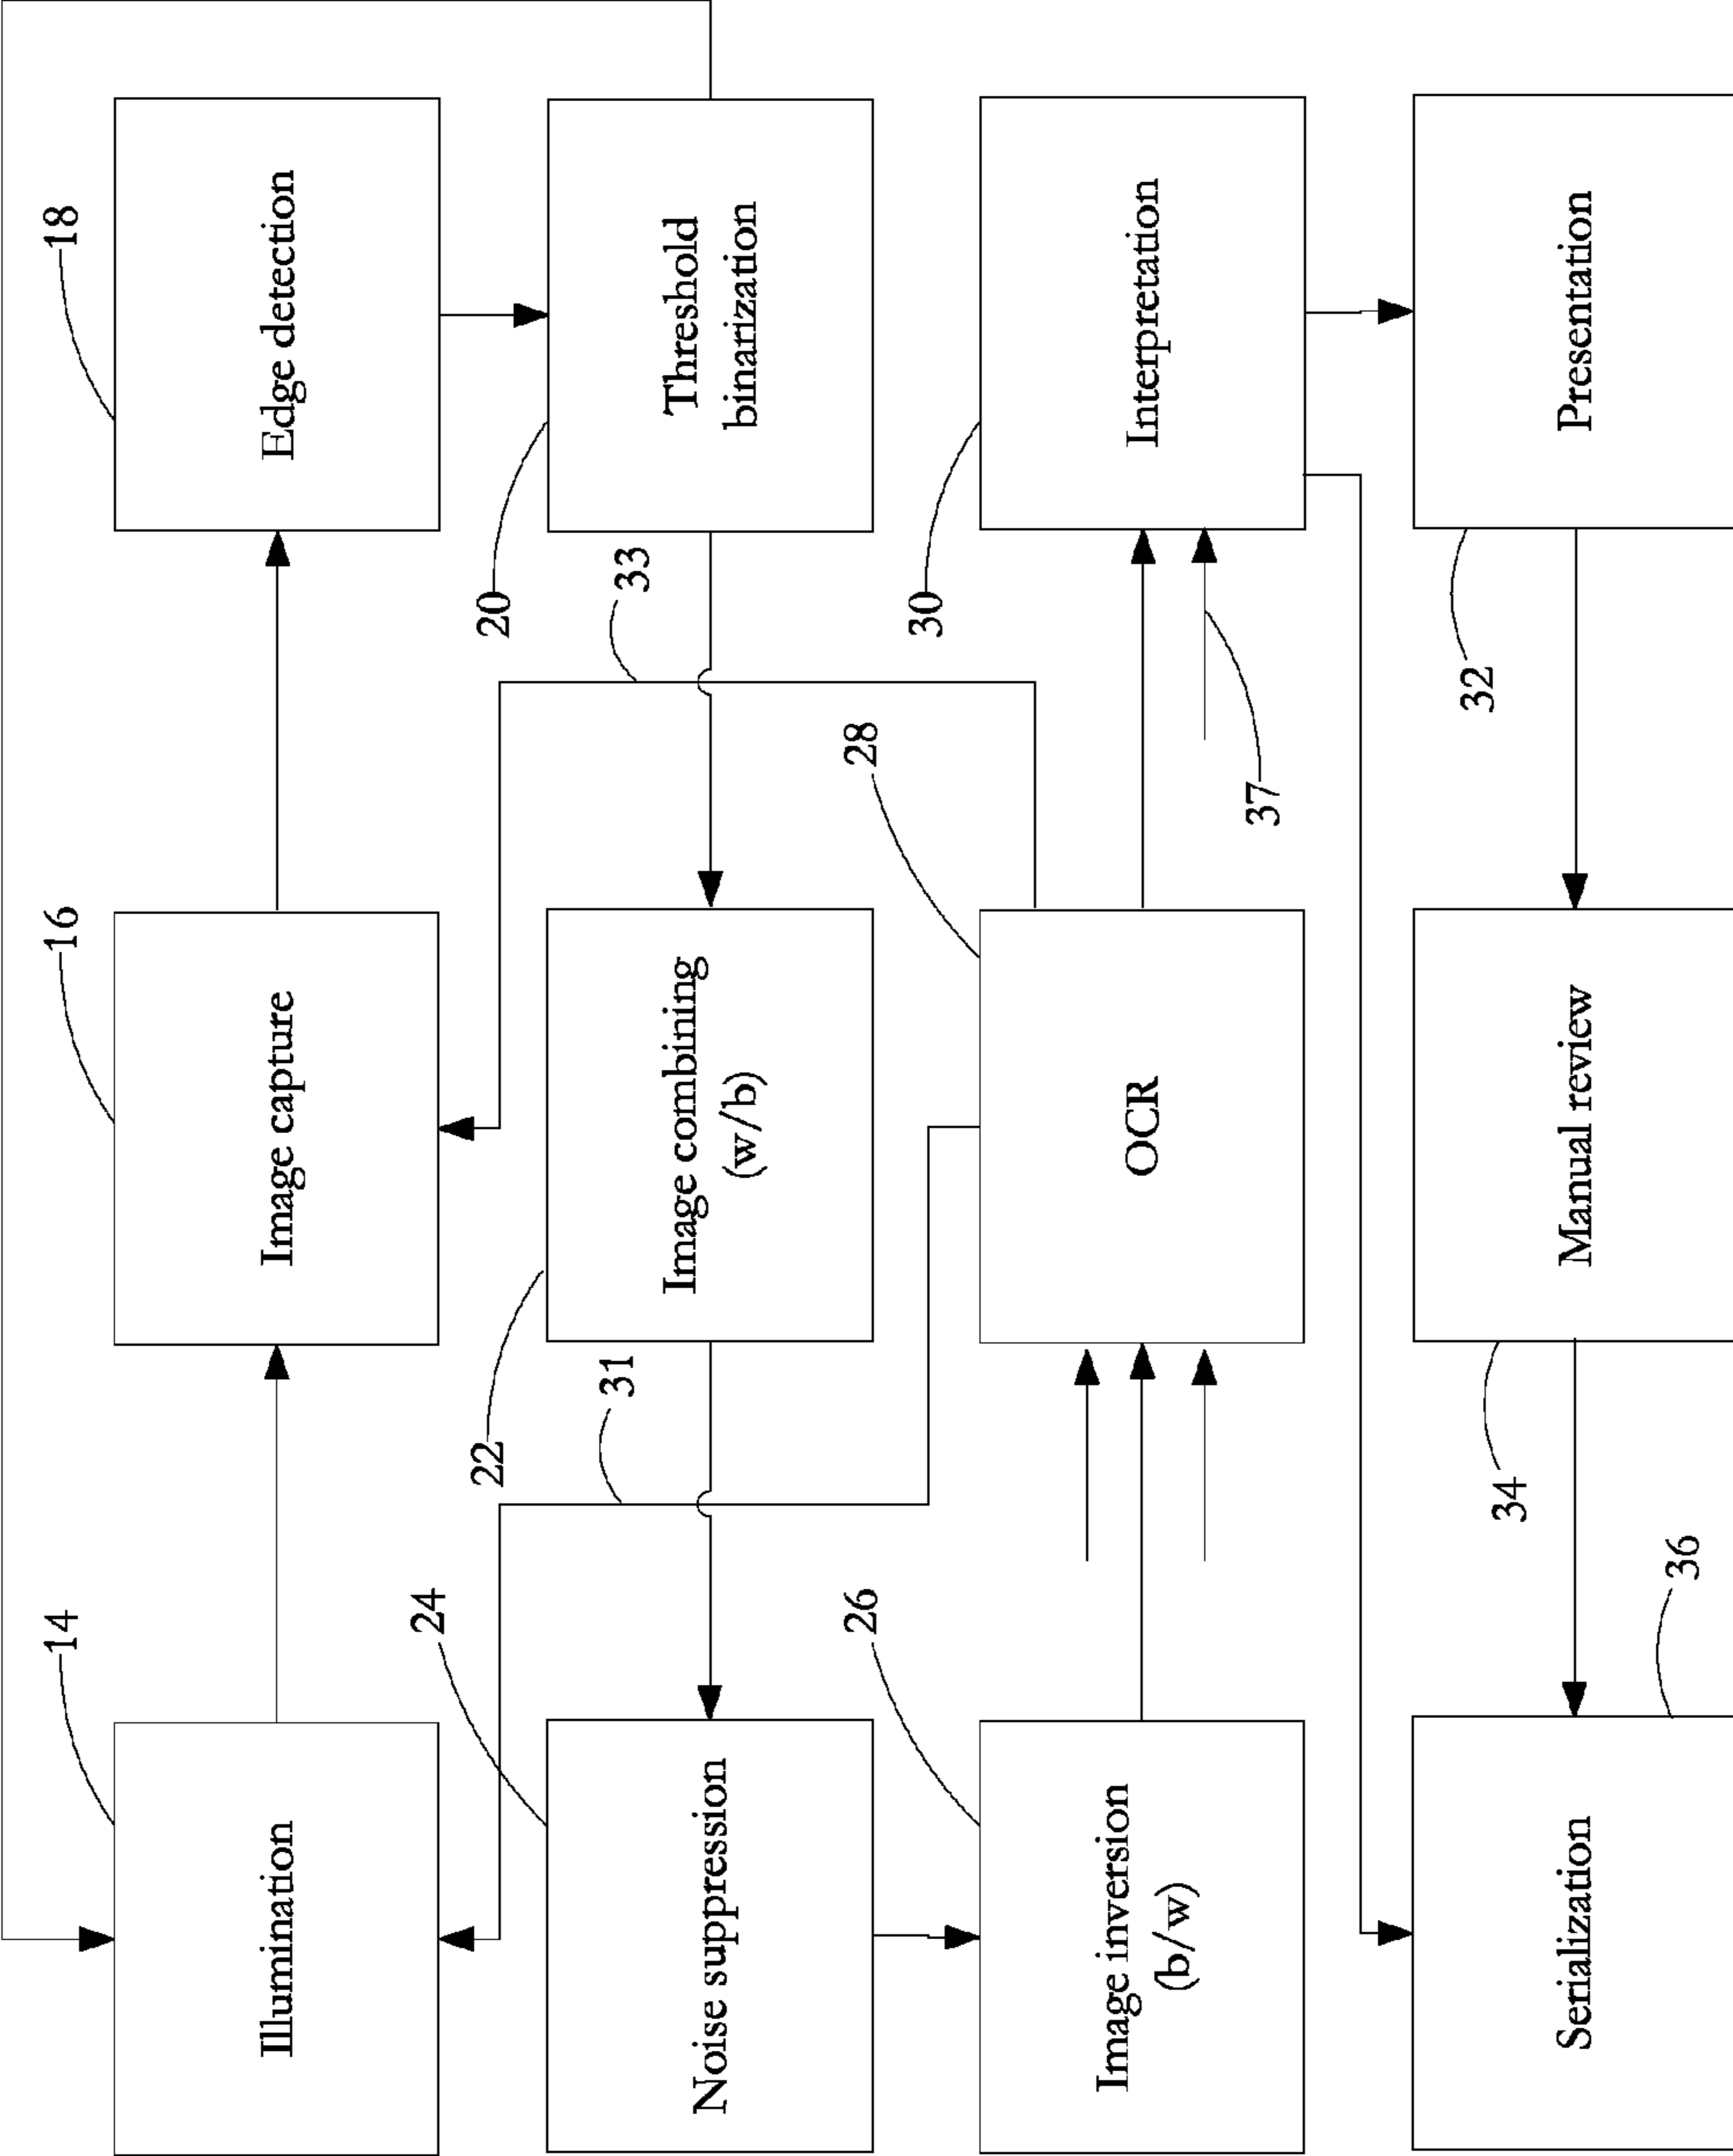 14
Illumination
16
Image capture
18
Edge detection
24
Noise suppression
22
Image combining
(w/b)
31
33
20
Threshold
binarization
26
Image inversion
(b/w)
28
OCR
30
Interpretation
37
36
Serialization
34
Manual review
32
Presentation